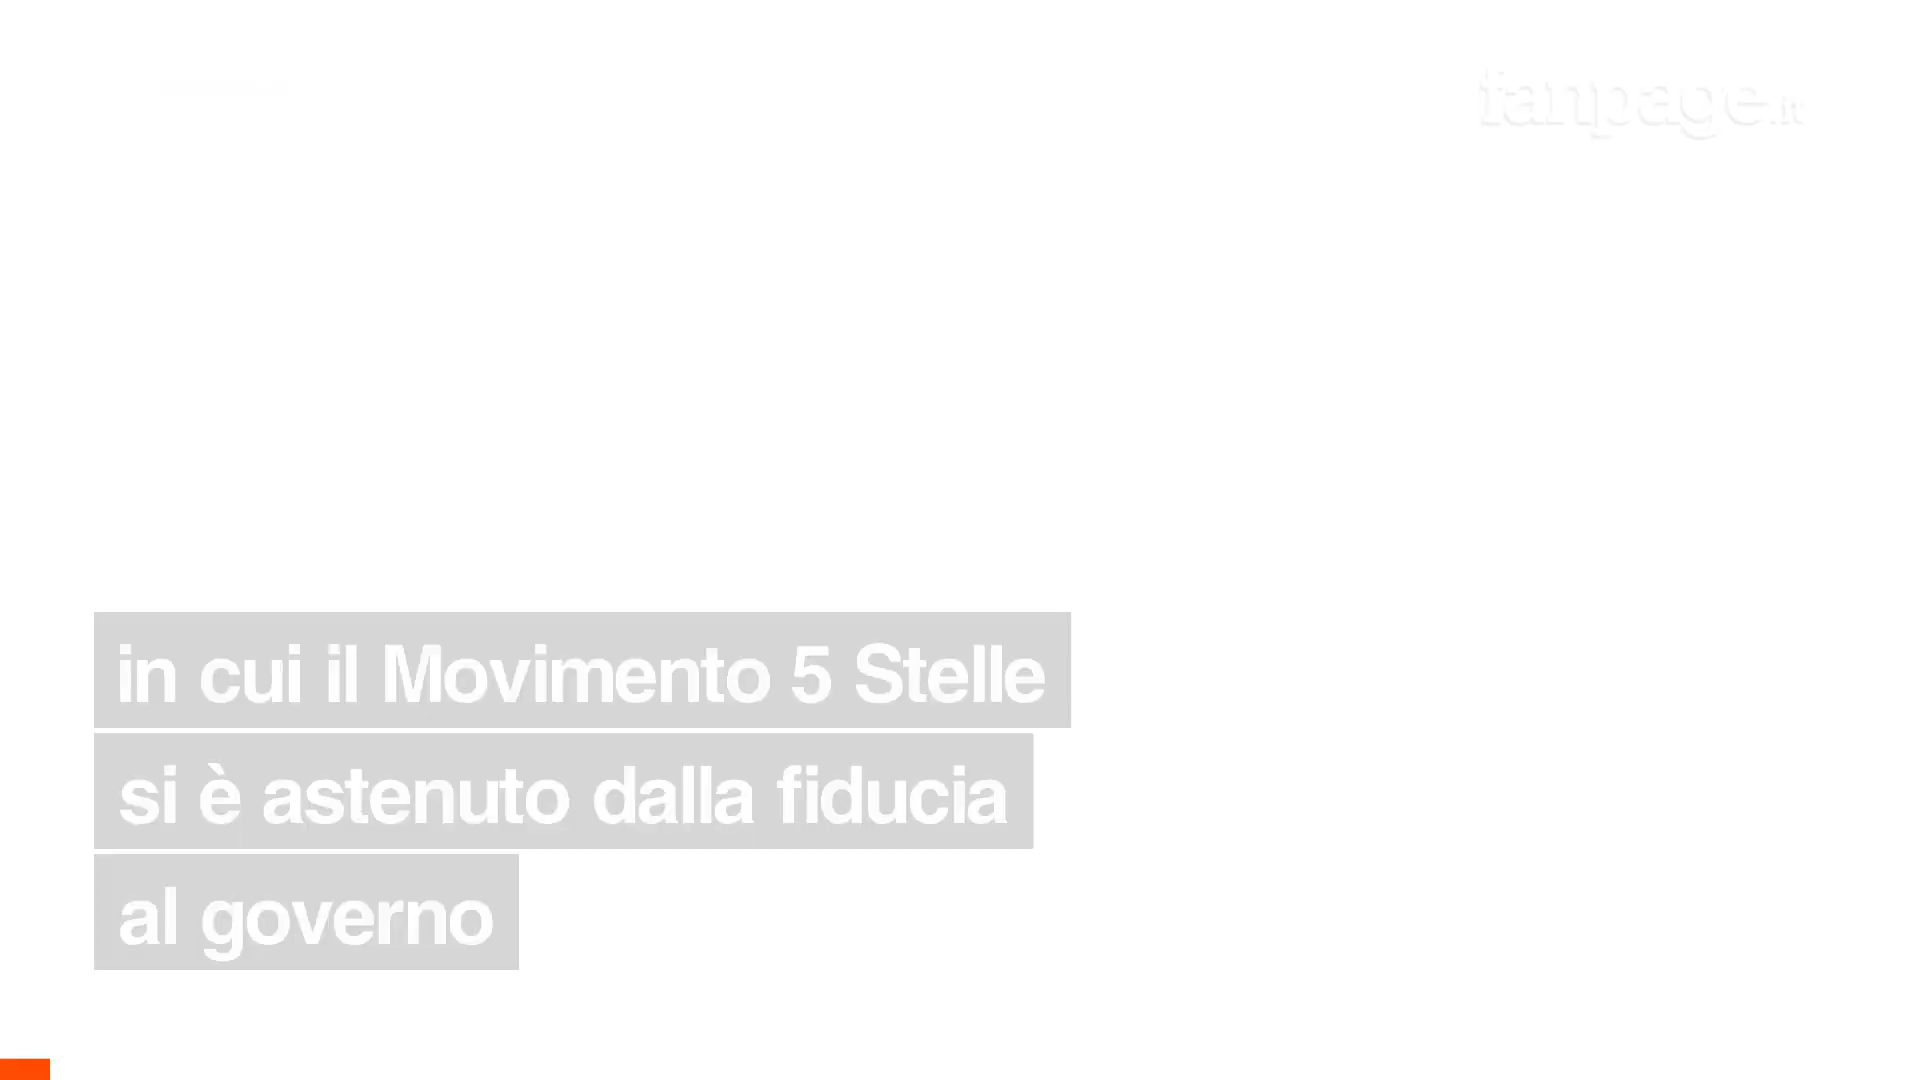 fanpage.it
in cui il Movimento 5 Stelle
si è astenuto dalla fiducia
al governo